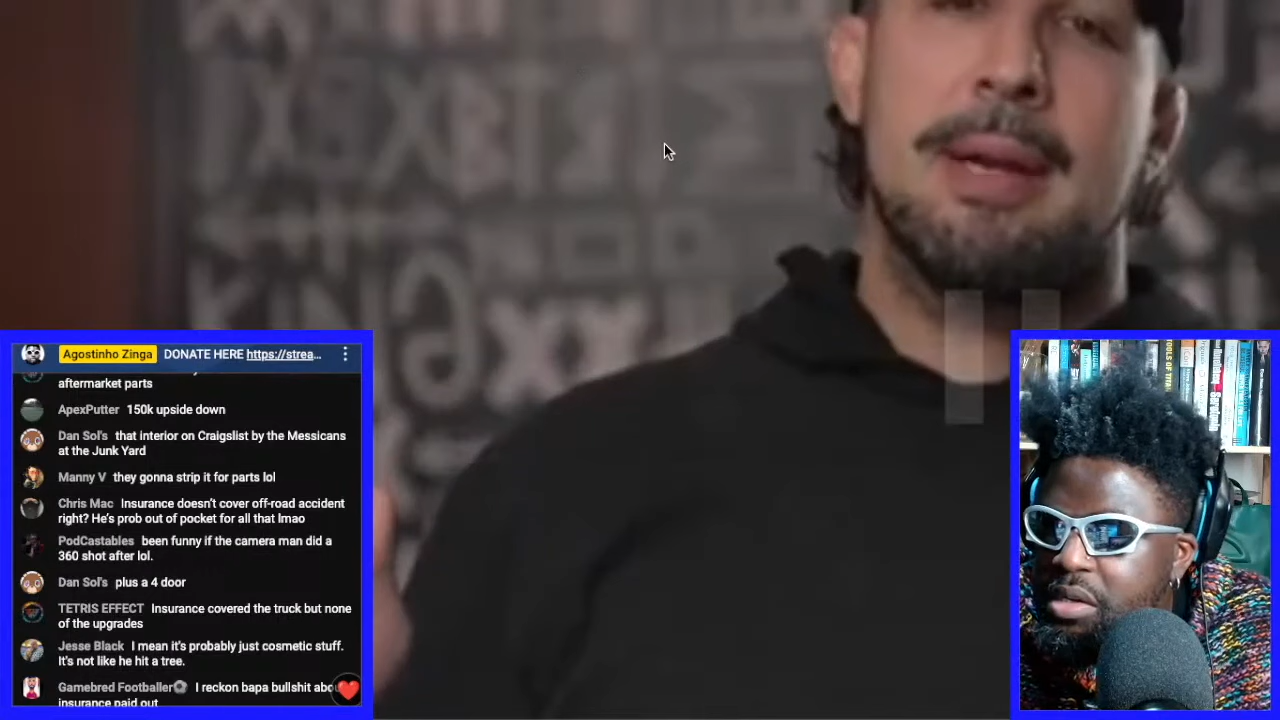 Agostinho Zinga DONATE HERE https://strea...
aftermarket parts
ApexPutter 150k upside down
Dan Sol's that interior on Craigslist by the Messicans
at the Junk Yard
Manny V they gonna strip it for parts lol
Chris Mac Insurance doesn't cover off-road accident
right? He's prob out of pocket for all that lmao
PodCastables been funny if the camera man did a
360 shot after lol.
Dan Sol's plus a 4 door
TETRIS EFFECT Insurance covered the truck but none
of the upgrades
Jesse Black I mean it's probably just cosmetic stuff.
It's not like he hit a tree.
Gamebred Footballer I reckon bapa bullshit abo
insurance paid out
KING
XX
TOOLS OF TITA